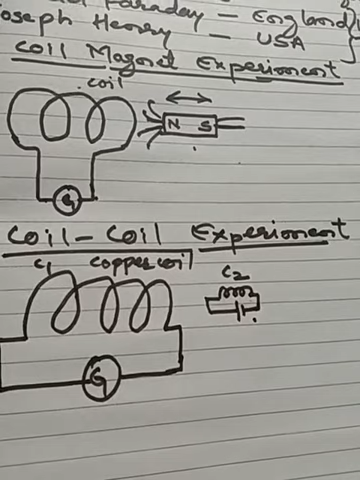 Faraday – England
Joseph Henry – USA
Coil Magnet Experiment
coil
N S
G
Coil-Coil Experiment
C1 copper coil
C2
G